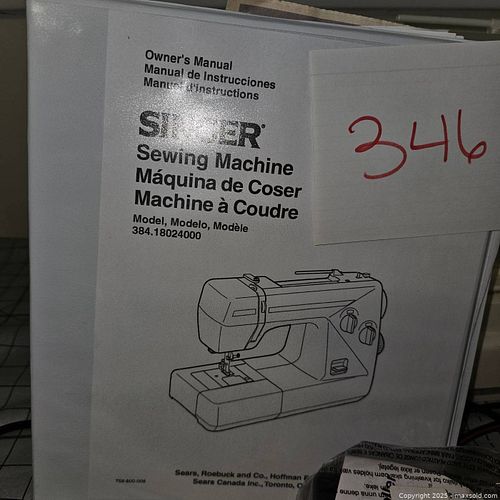 Owner's Manual
Manual de Instrucciones
Manuel d'instructions
SINGER
Sewing Machine
Máquina de Coser
Machine à Coudre
Model, Modelo, Modèle
384.18024000
346
Sears, Roebuck and Co., Hoffman
Sears Canada Inc., Toronto,
Copyright 2025 - maxsold.com